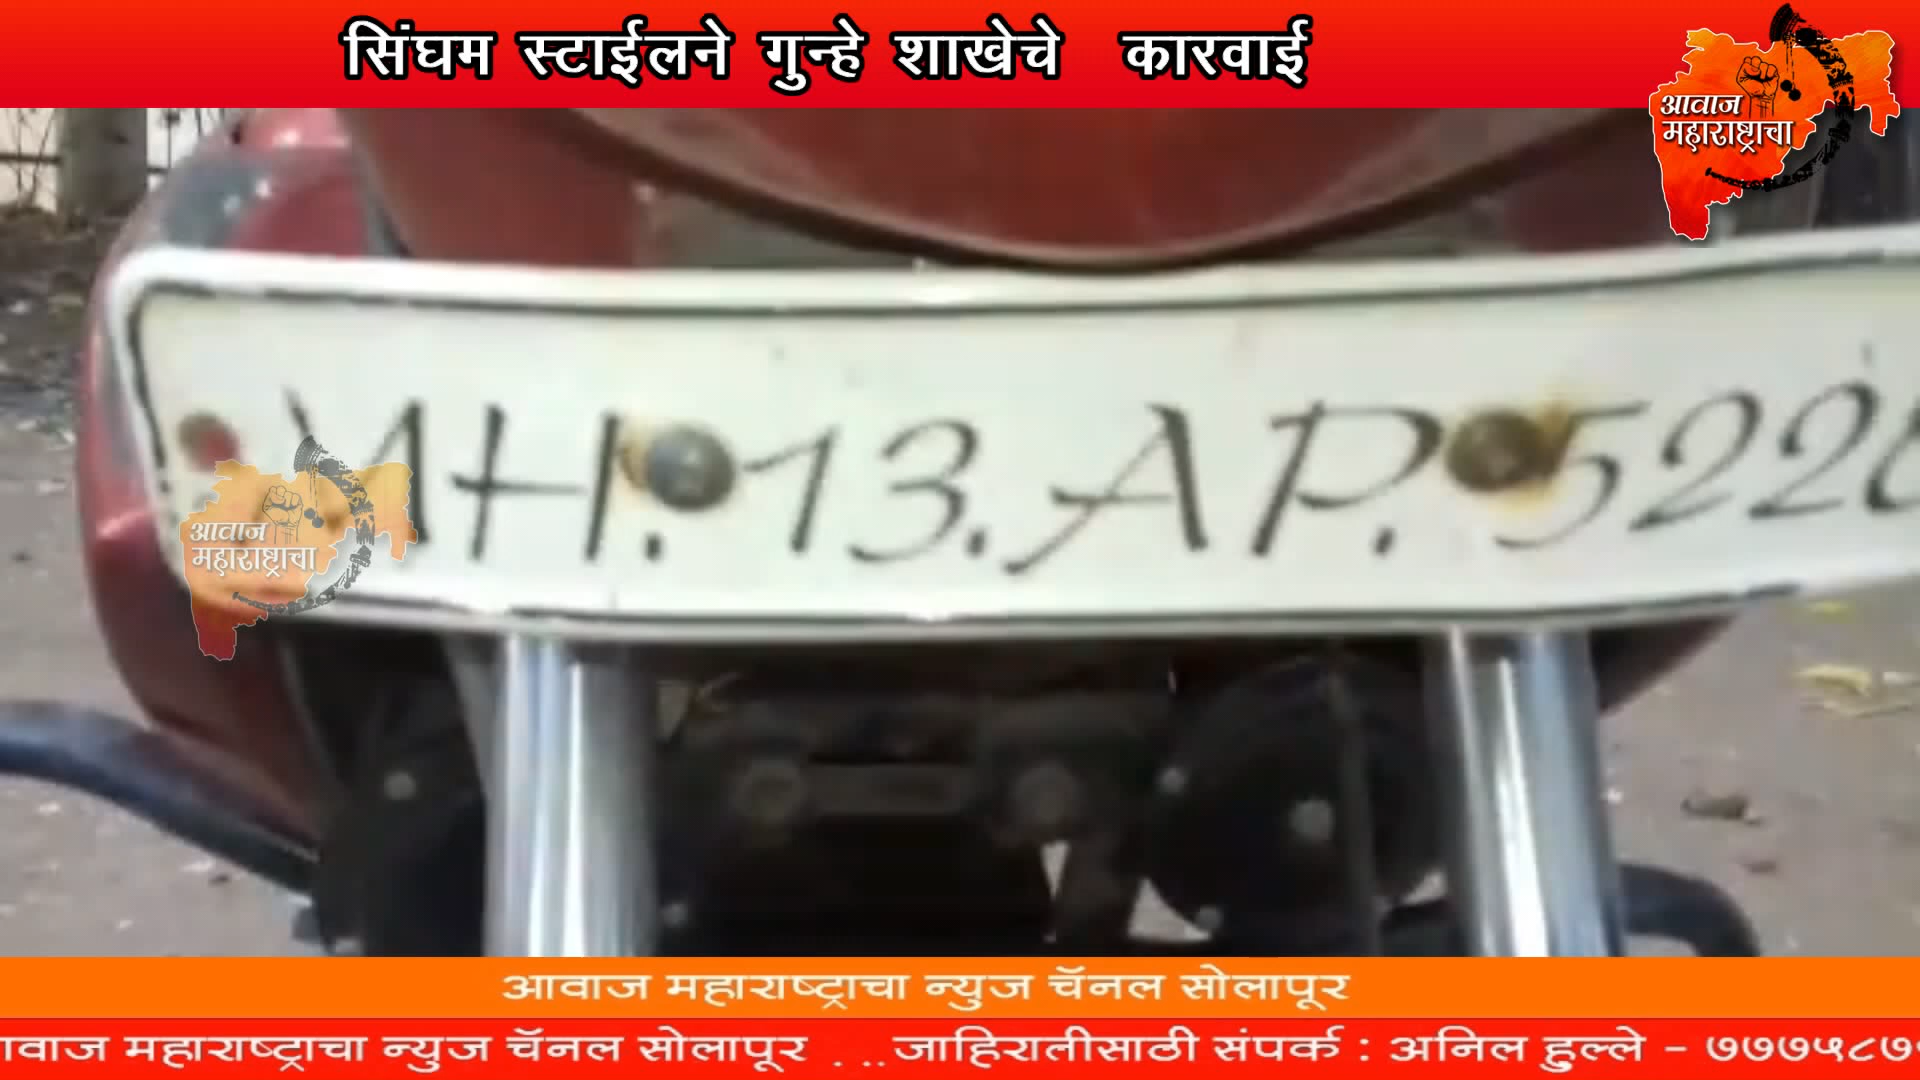 सिंघम स्टाईलने गुन्हे शाखेचे कारवाई
आवाज
महाराष्ट्राचा
MH.13.AP.522
आवाज
महाराष्ट्राचा
आवाज महाराष्ट्राचा न्युज चॅनल सोलापूर
महाराष्ट्राचा न्युज चॅनल सोलापूर . ..जाहिरातीसाठी संपर्क : अनिल हुल्ले - ७७७५८७